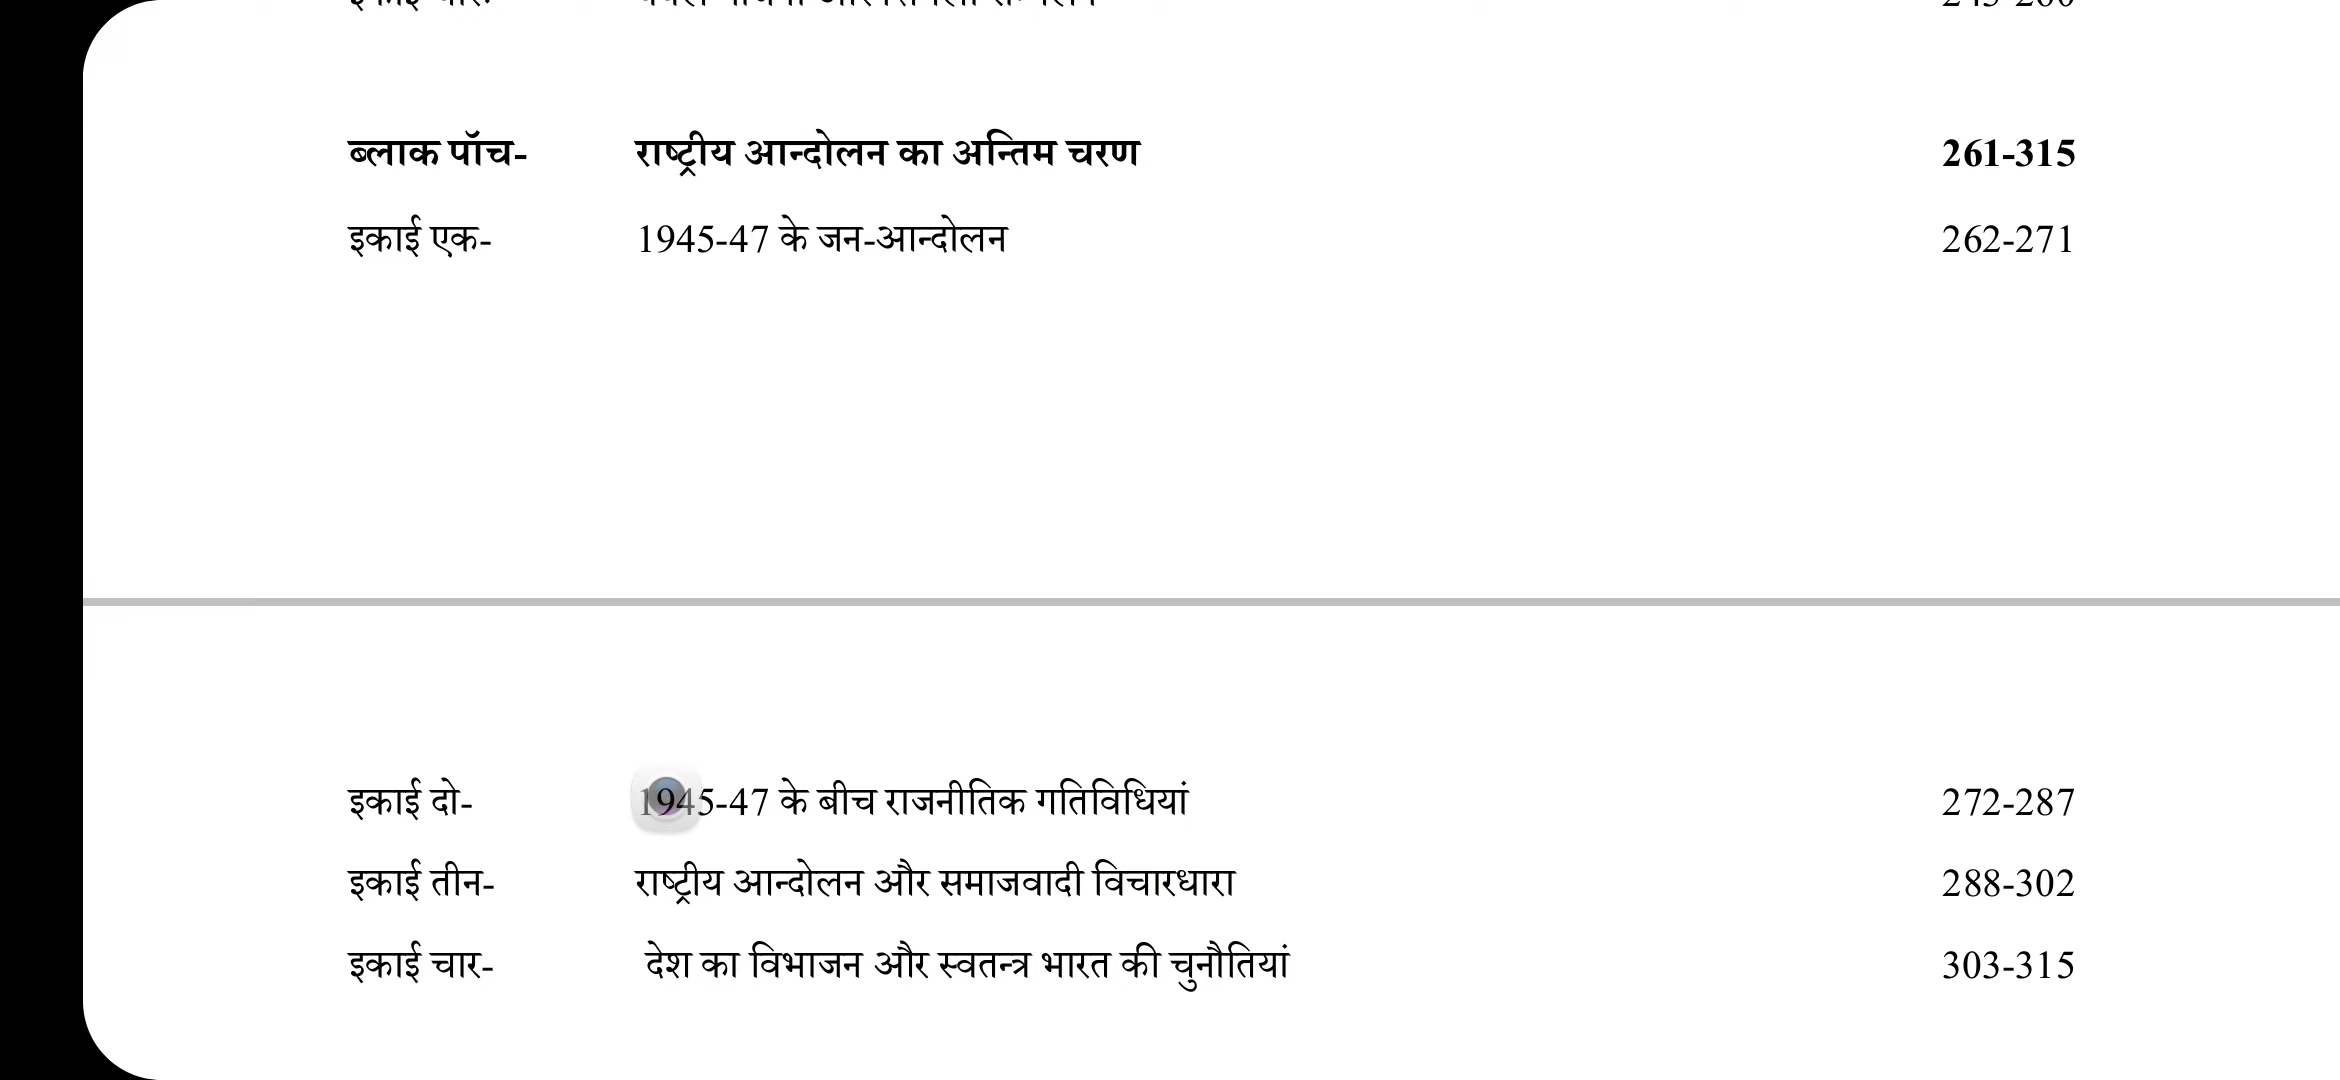 ब्लाक पॉच- राष्ट्रीय आन्दोलन का अन्तिम चरण 261-315
इकाई एक- 1945-47 के जन-आन्दोलन 262-271
इकाई दो- 1945-47 के बीच राजनीतिक गतिविधियां 272-287
इकाई तीन- राष्ट्रीय आन्दोलन और समाजवादी विचारधारा 288-302
इकाई चार- देश का विभाजन और स्वतन्त्र भारत की चुनौतियां 303-315